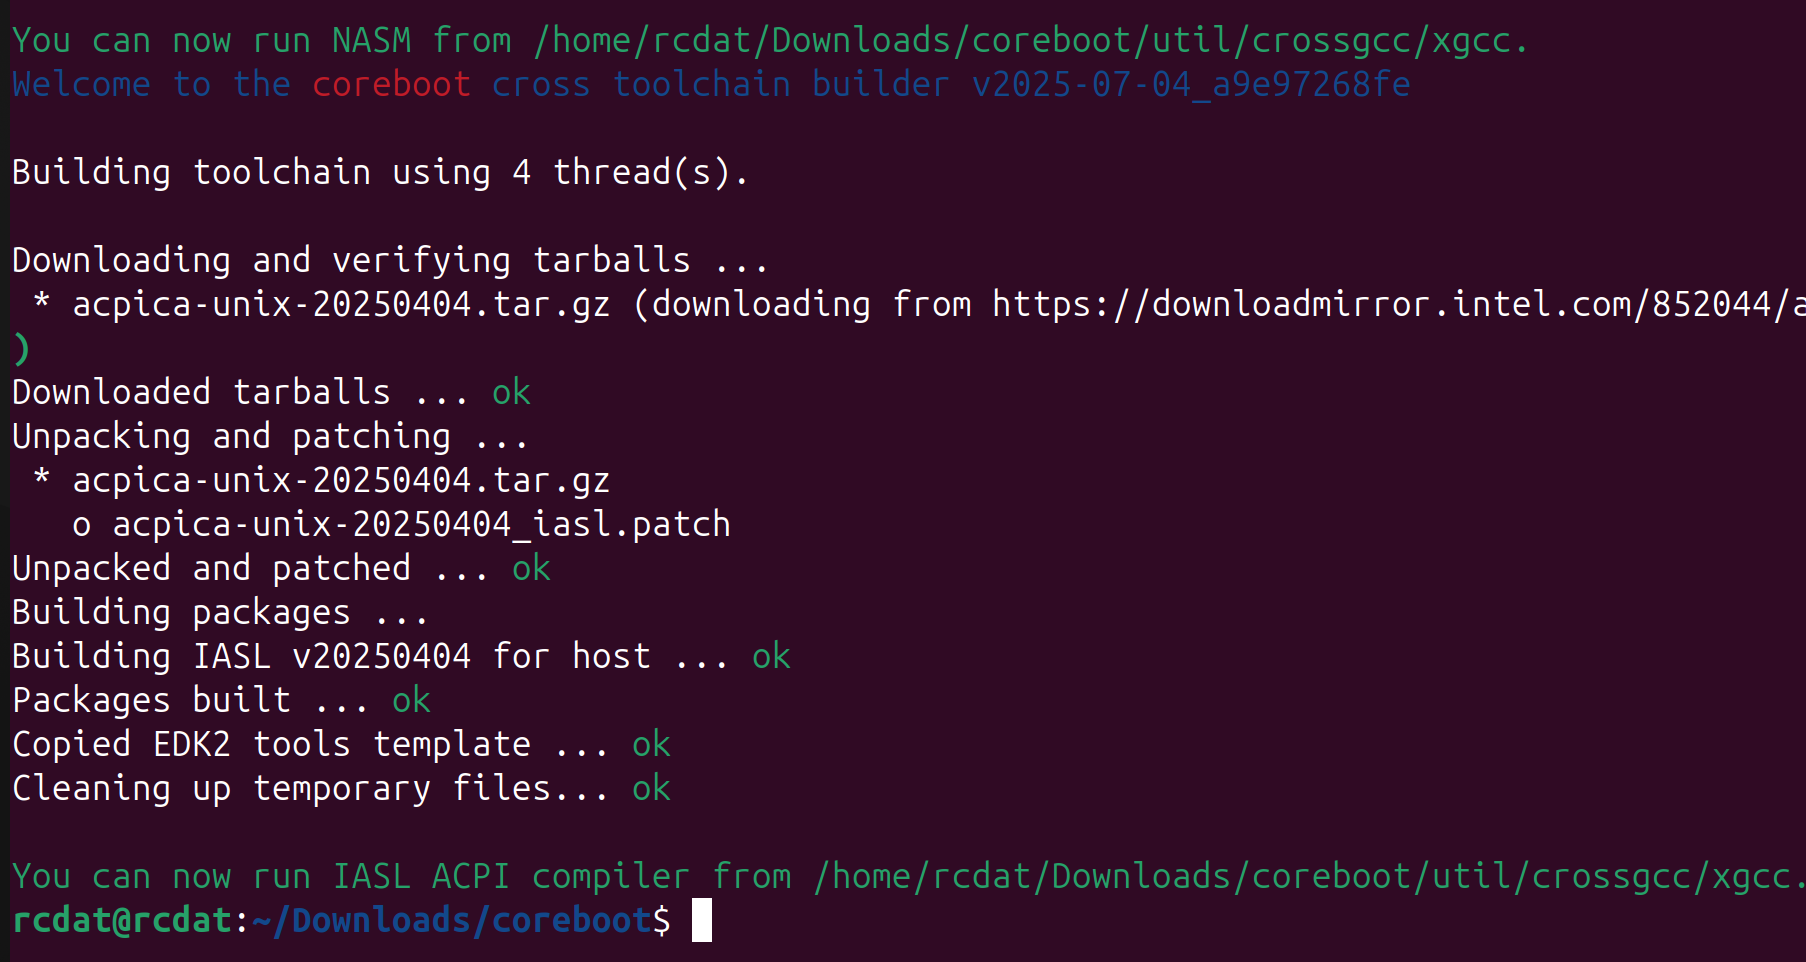 You can now run NASM from /home/rcdat/Downloads/coreboot/util/crossgcc/xgcc.
Welcome to the coreboot cross toolchain builder v2025-07-04_a9e97268fe
Building toolchain using 4 thread(s).
Downloading and verifying tarballs ...
 * acpica-unix-20250404.tar.gz (downloading from https://downloadmirror.intel.com/852044/a
)
Downloaded tarballs ... ok
Unpacking and patching ...
 * acpica-unix-20250404.tar.gz
   o acpica-unix-20250404_iasl.patch
Unpacked and patched ... ok
Building packages ...
Building IASL v20250404 for host ... ok
Packages built ... ok
Copied EDK2 tools template ... ok
Cleaning up temporary files... ok
You can now run IASL ACPI compiler from /home/rcdat/Downloads/coreboot/util/crossgcc/xgcc.
rcdat@rcdat:~/Downloads/coreboot$